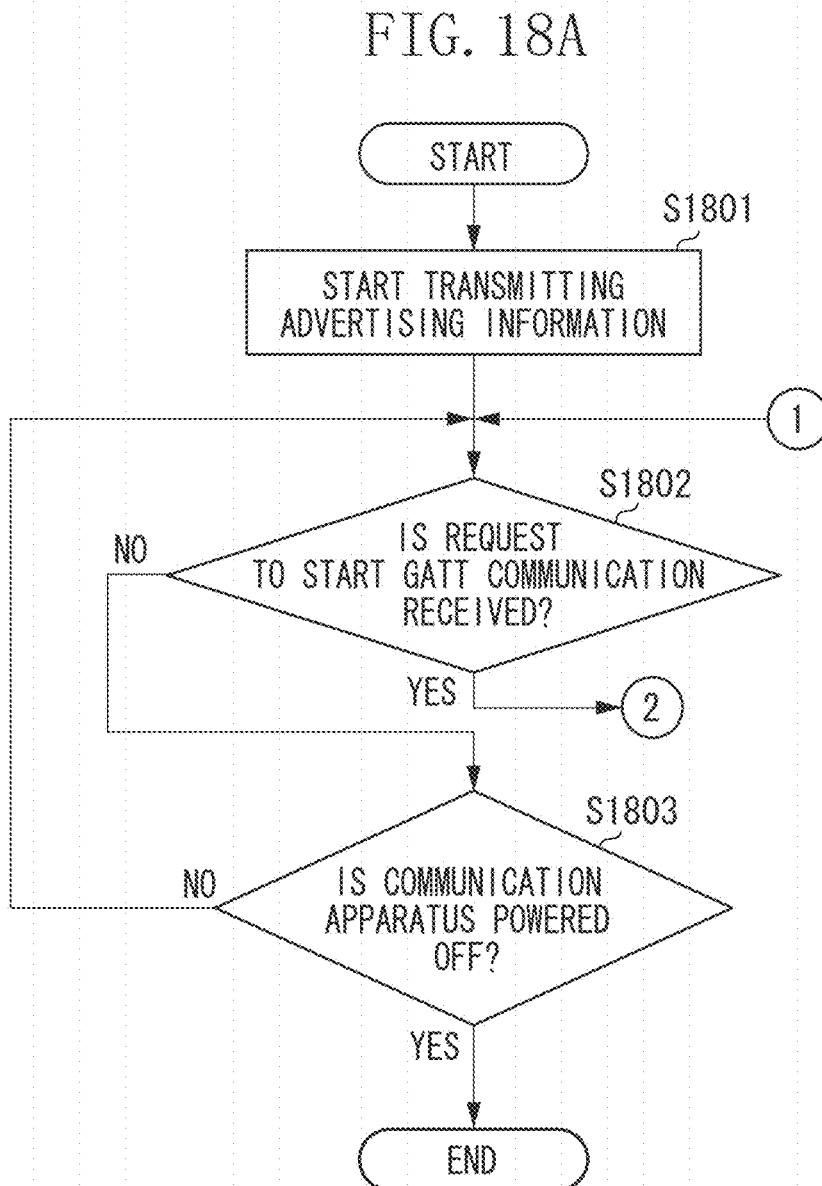 FIG. 18A
START
S1801
START TRANSMITTING
ADVERTISING INFORMATION
1
S1802
IS REQUEST
TO START GATT COMMUNICATION
RECEIVED?
NO
YES
2
S1803
IS COMMUNICATION
APPARATUS POWERED
OFF?
NO
YES
END